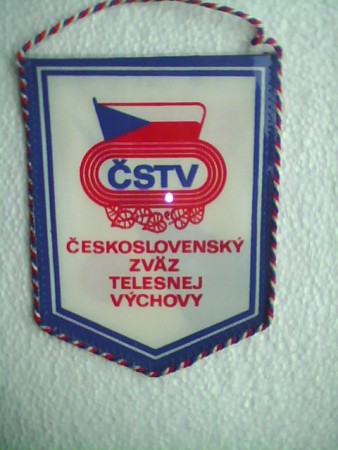 ČSTV
ČESKOSLOVENSKÝ
ZVÄZ
TELESNEJ
VÝCHOVY